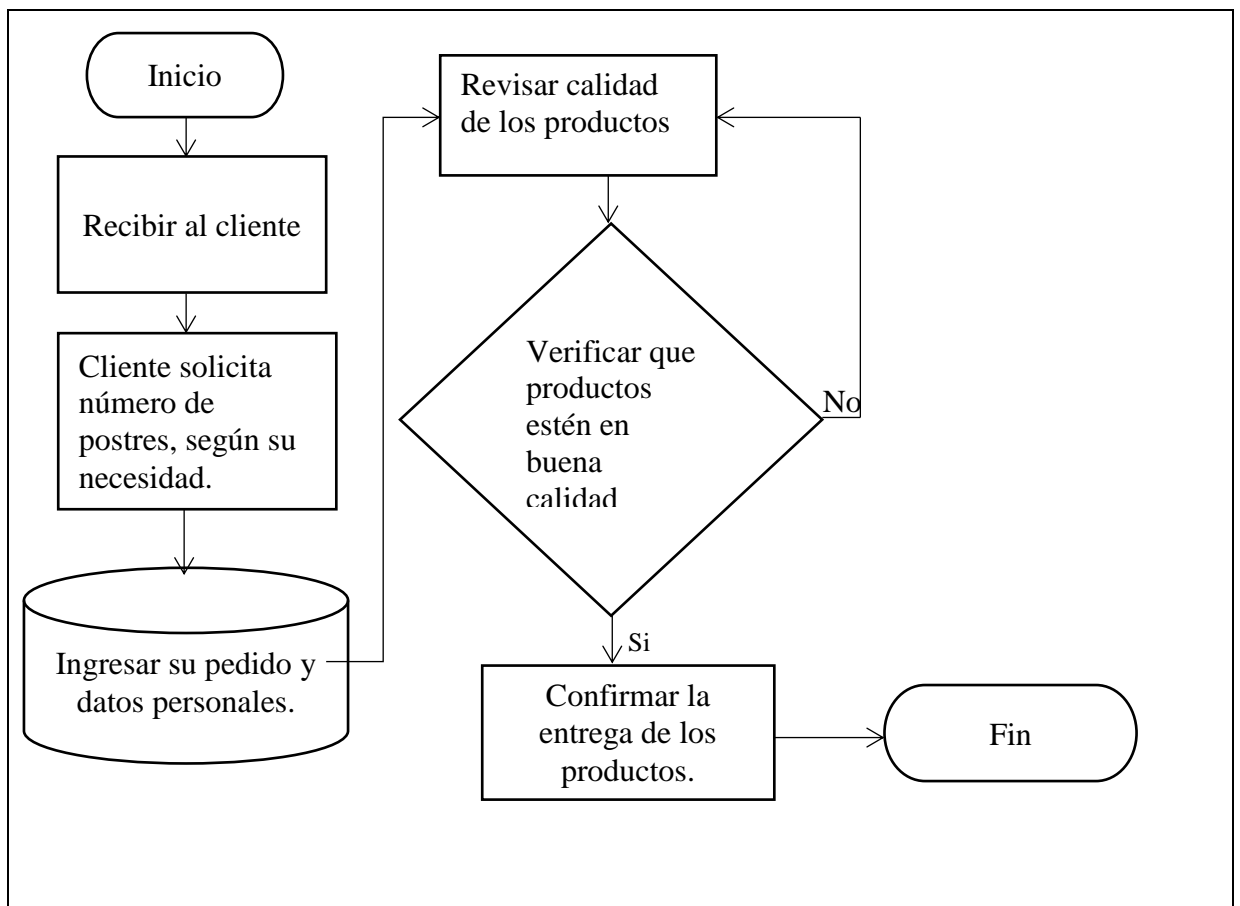 Inicio
Recibir al cliente
Cliente solicita
número de
postres, según su
necesidad.
Ingresar su pedido y
datos personales.
Revisar calidad
de los productos
Verificar que
productos
estén en
buena
calidad
No
Si
Confirmar la
entrega de los
productos.
Fin